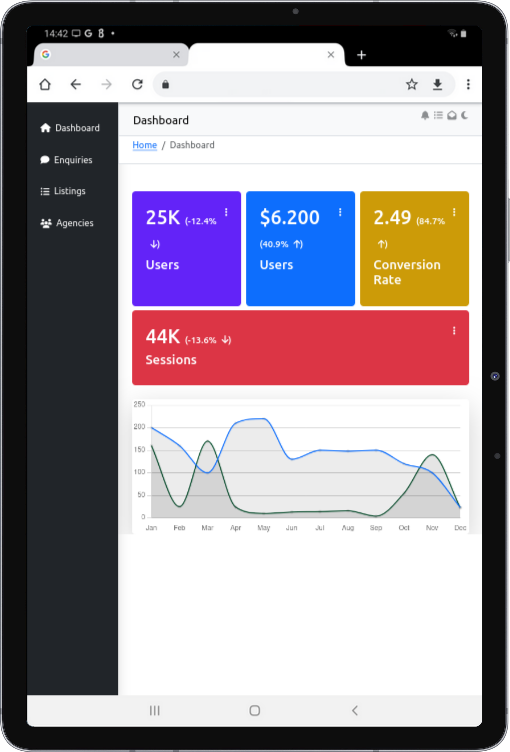 14:42 G 8 •
G
Dashboard
Dashboard
Home / Dashboard
Enquiries
Listings
Agencies
25K (-12.4% ↓)
Users
$6.200 (40.9% ↑)
Users
2.49 (84.7% ↑)
Conversion
Rate
44K (-13.6% ↓)
Sessions
250
200
150
100
50
0
Jan Feb Mar Apr May Jun Jul Aug Sep Oct Nov Dec